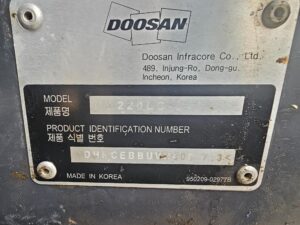 DOOSAN
Doosan Infracore Co., Ltd.
489, Injung-Ro, Dong-gu,
Incheon, Korea
MODEL
제품명
PRODUCT IDENTIFICATION NUMBER
제품 식별 번호
MADE IN KOREA
950209-02977B